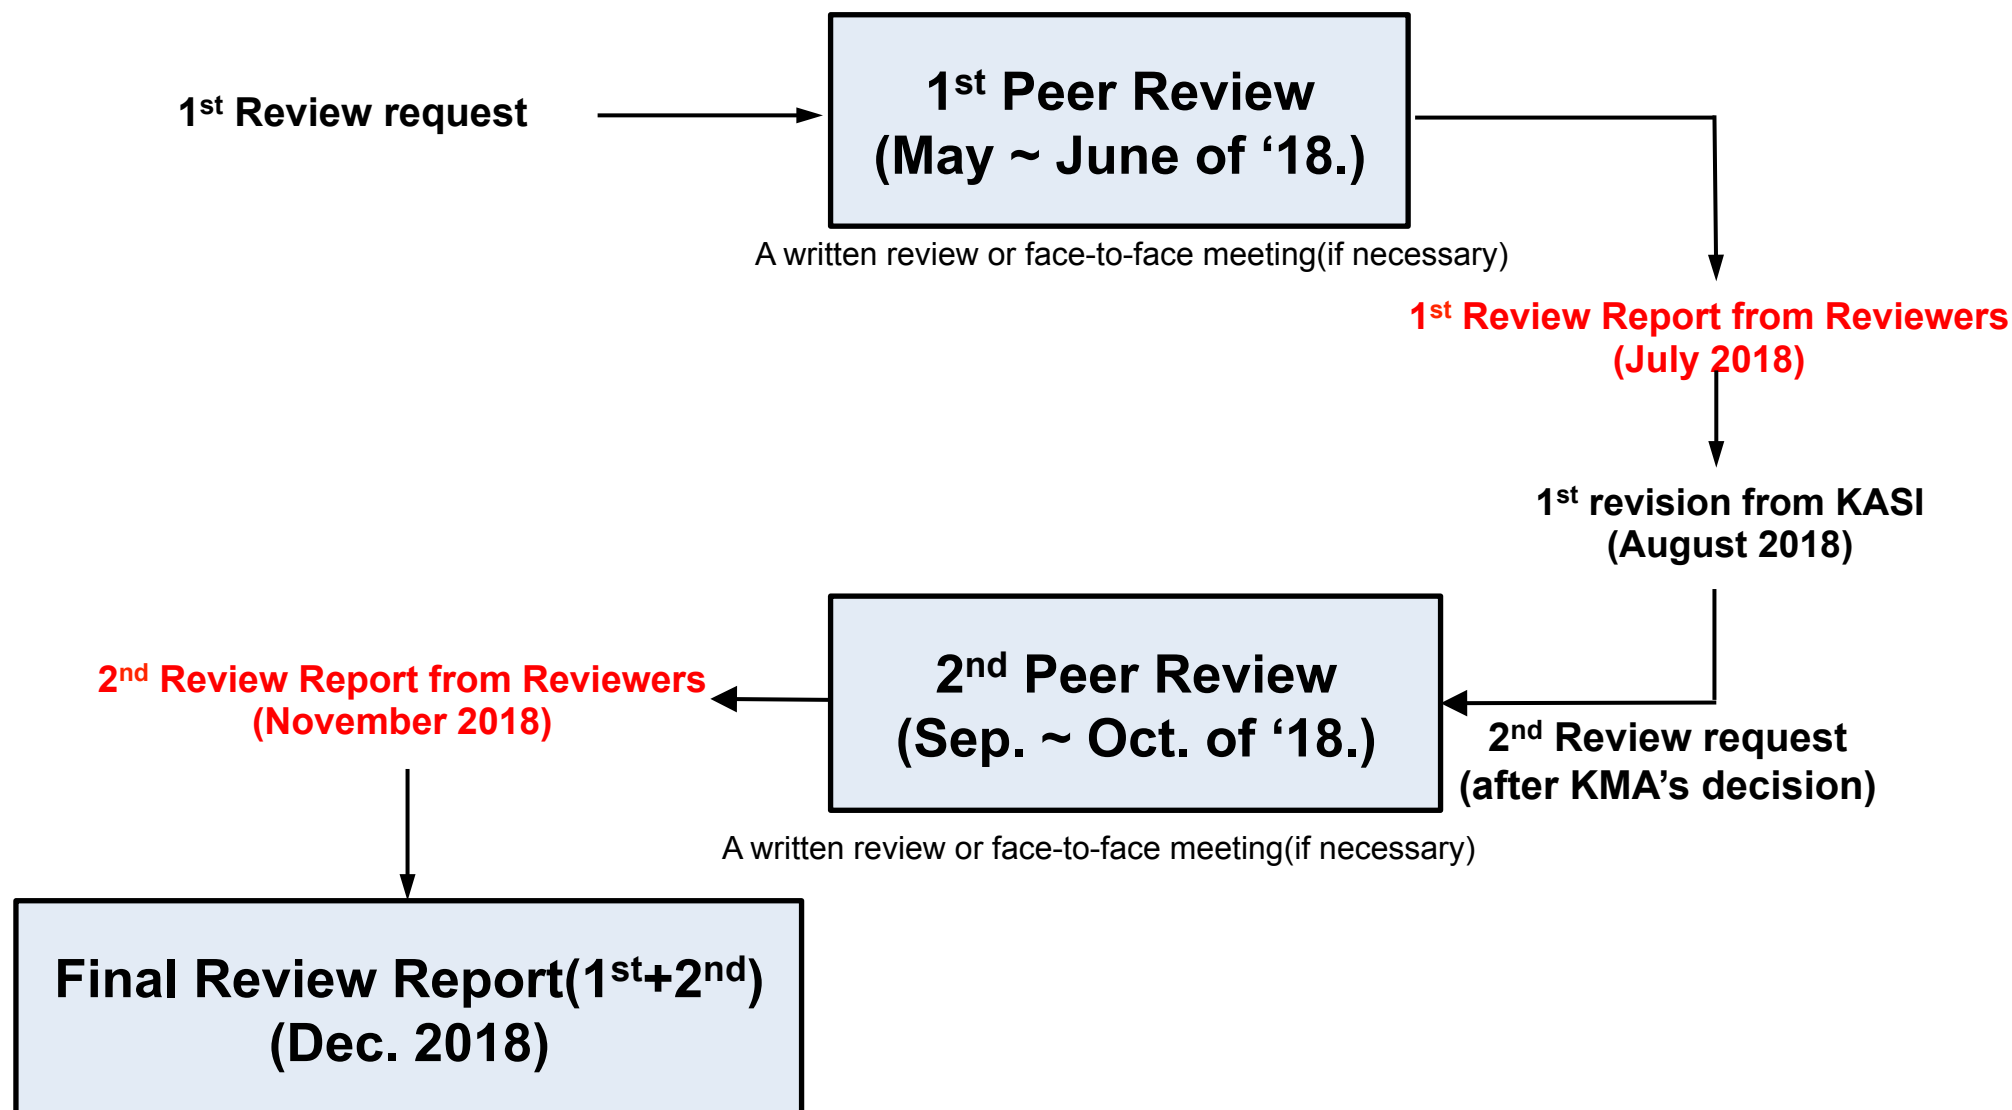 1st Review request
1st Peer Review
(May ~ June of ‘18.)
A written review or face-to-face meeting(if necessary)
1st Review Report from Reviewers
(July 2018)
1st revision from KASI
(August 2018)
2nd Review request
(after KMA’s decision)
2nd Peer Review
(Sep. ~ Oct. of ‘18.)
A written review or face-to-face meeting(if necessary)
2nd Review Report from Reviewers
(November 2018)
Final Review Report(1st+2nd)
(Dec. 2018)